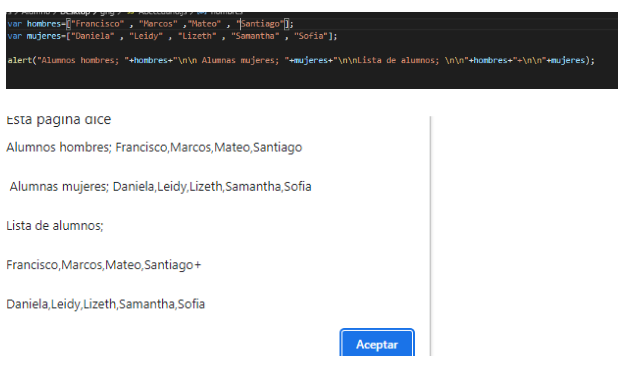 var hombres=["Francisco" , "Marcos" ,"Mateo" , "Santiago"];
var mujeres=["Daniela" , "Leidy" , "Lizeth" , "Samantha" , "Sofia"];
alert("Alumnos hombres; "+hombres+"\n\n Alumnas mujeres; "+mujeres+"\n\nLista de alumnos; \n\n"+hombres+"+\n\n"+mujeres);
Esta página dice
Alumnos hombres; Francisco,Marcos,Mateo,Santiago
Alumnas mujeres; Daniela,Leidy,Lizeth,Samantha,Sofia
Lista de alumnos;
Francisco,Marcos,Mateo,Santiago+
Daniela,Leidy,Lizeth,Samantha,Sofia
Aceptar